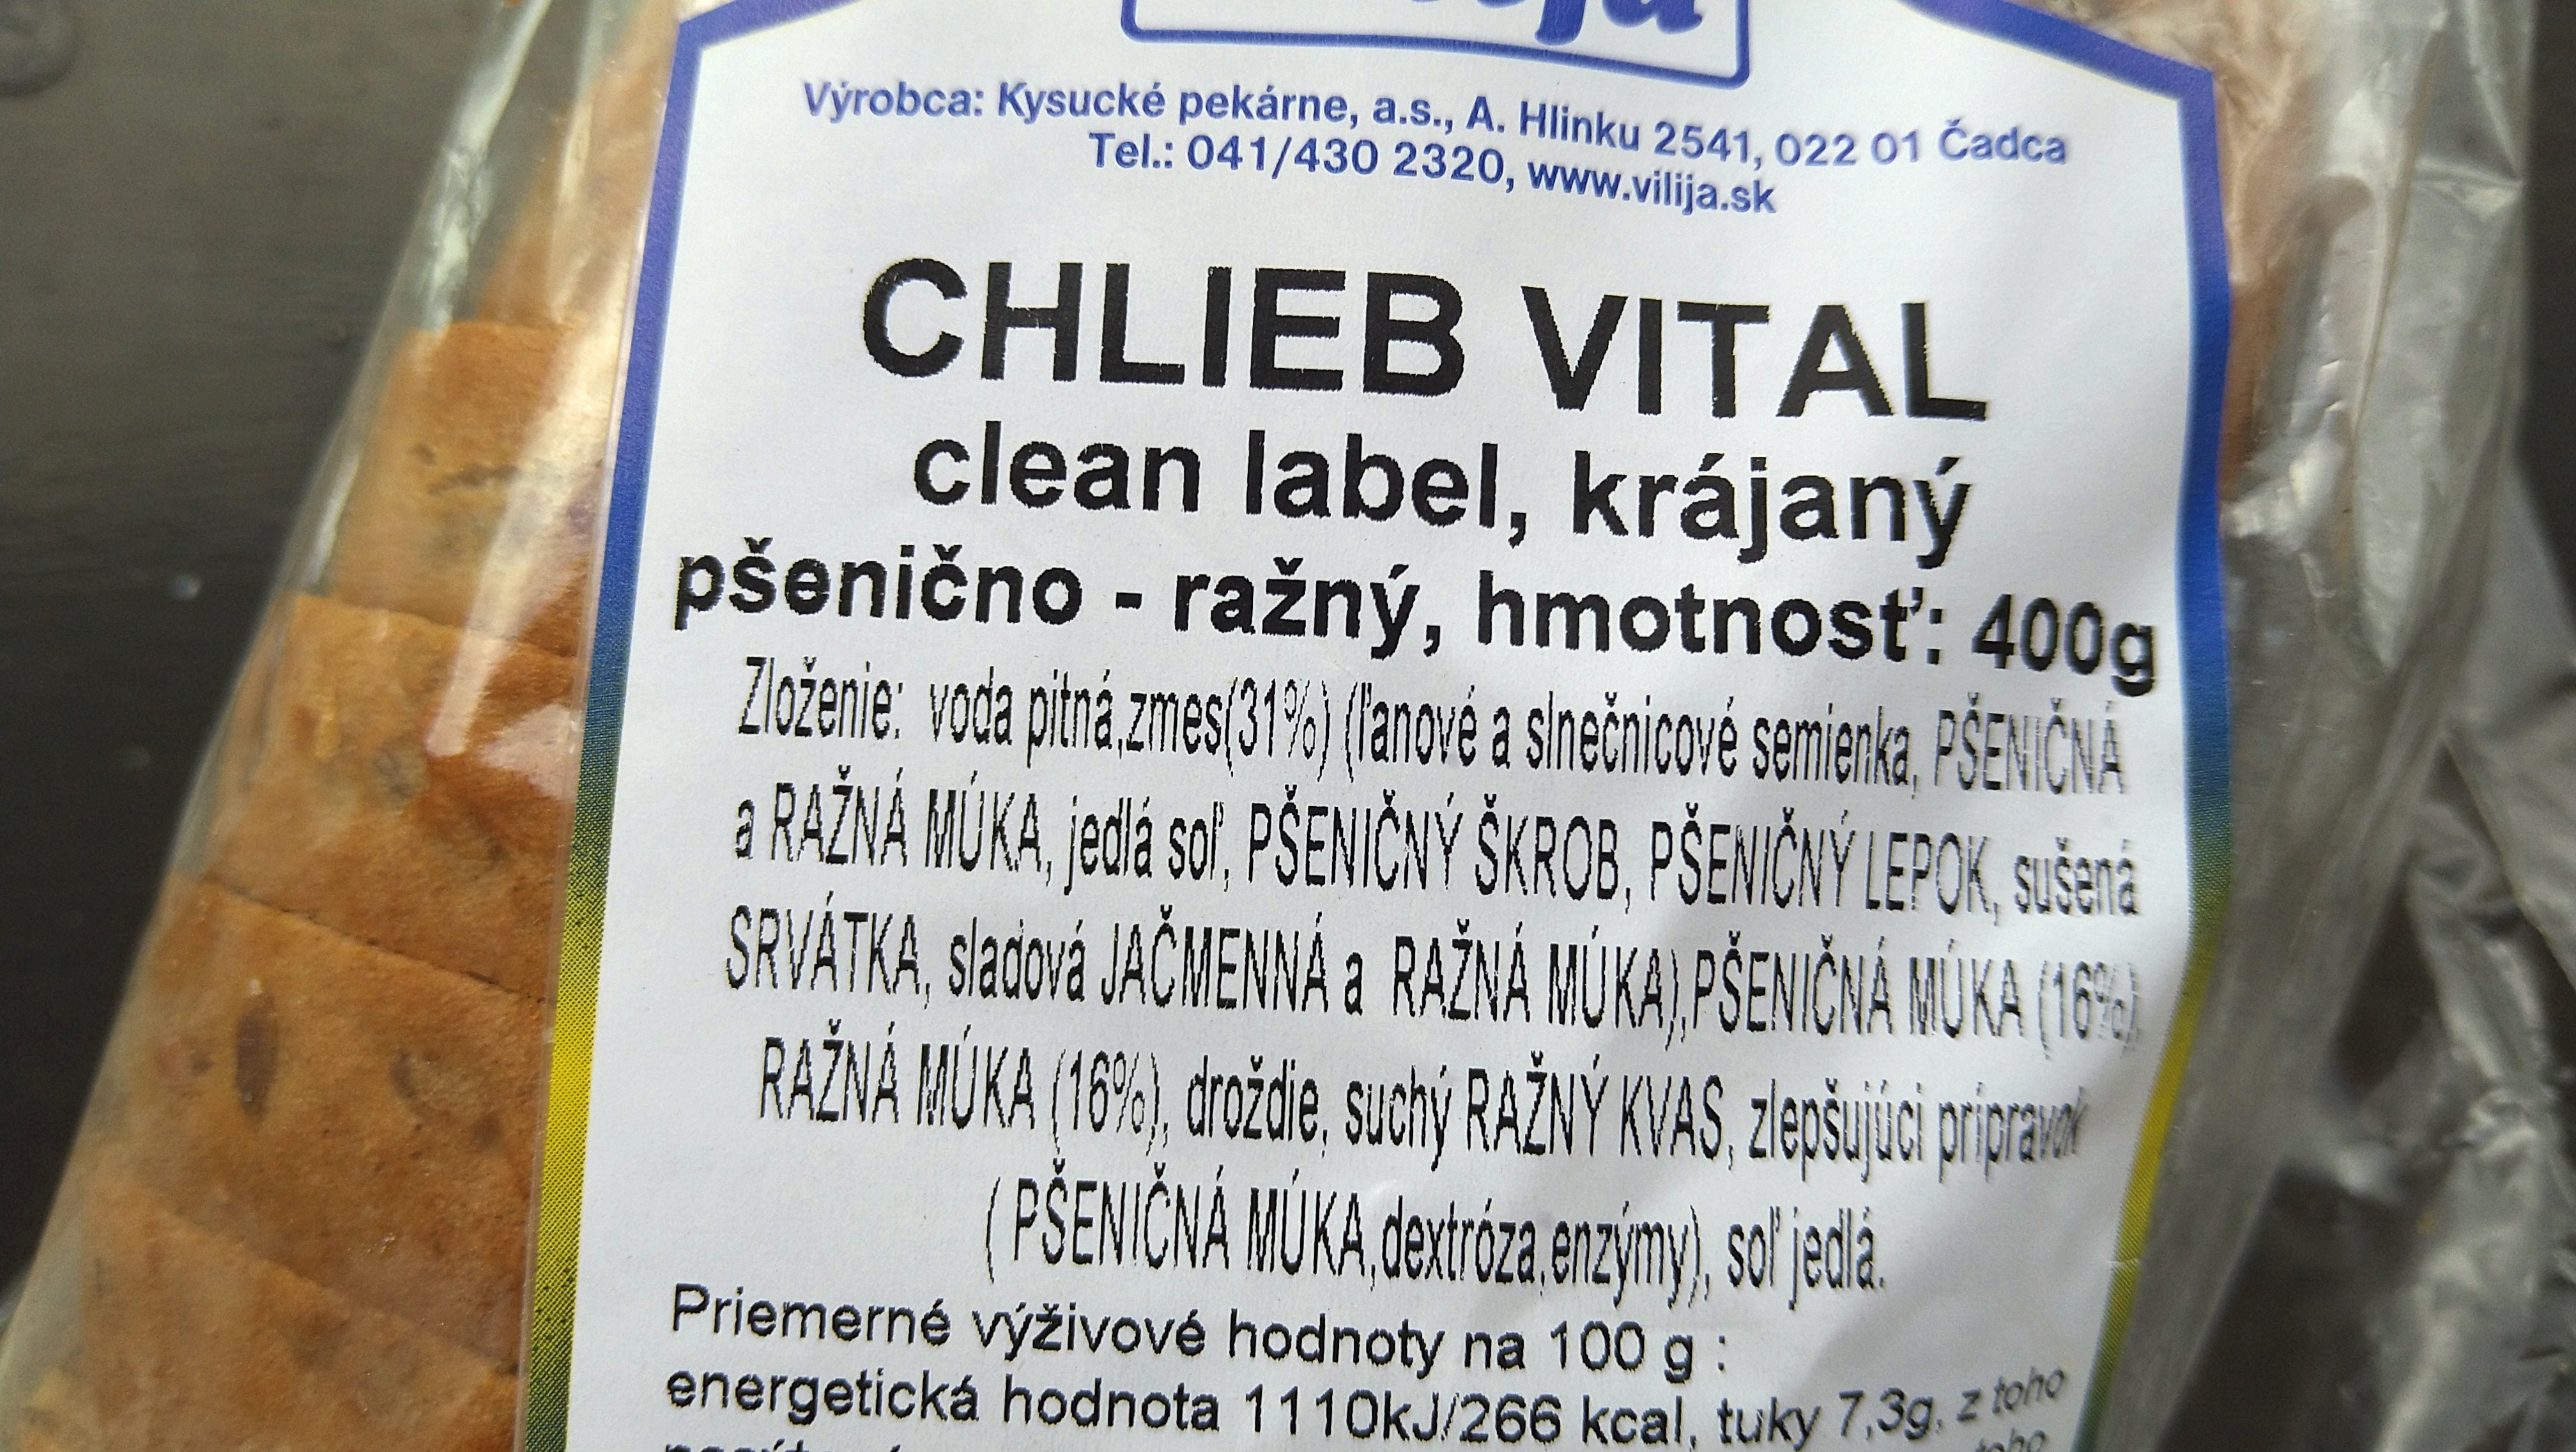 Výrobca: Kysucké pekárne, a.s., A. Hlinku 2541, 022 01 Čadca
Tel.: 041/430 2320, www.vilija.sk
CHLIEB VITAL
clean label, krájaný
pšenično - ražný, hmotnosť: 400g
Zloženie: voda pitná,zmes(31%) (ľanové a slnečnicové semienka, PŠENIČNÁ
a RAŽNÁ MÚKA, jedlá soľ, PŠENIČNÝ ŠKROB, PŠENIČNÝ LEPOK, sušená
SRVÁTKA, sladová JAČMENNÁ a RAŽNÁ MÚKA),PŠENIČNÁ MÚKA (16%),
RAŽNÁ MÚKA (16%), droždie, suchý RAŽNÝ KVAS, zlepšujúci prípravok
( PŠENIČNÁ MÚKA,dextróza,enzýmy), soľ jedlá.
Priemerné výživové hodnoty na 100 g :
energetická hodnota 1110kJ/266 kcal, tuky 7,3g, z toho
toho